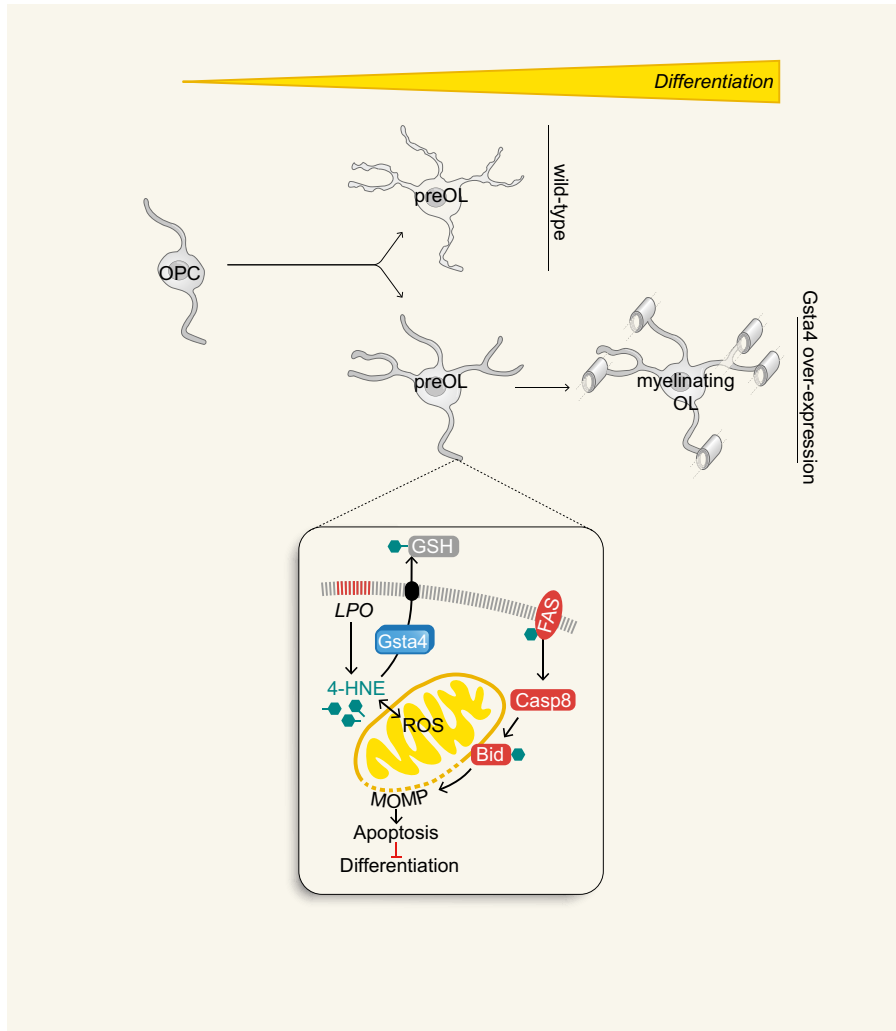 Differentiation
preOL
wild-type
OPC
preOL
myelinating
OL
Gsta4 over-expression
GSH
LPO
FAS
Gsta4
4-HNE
ROS
Casp8
Bid
MOMP
Apoptosis
Differentiation